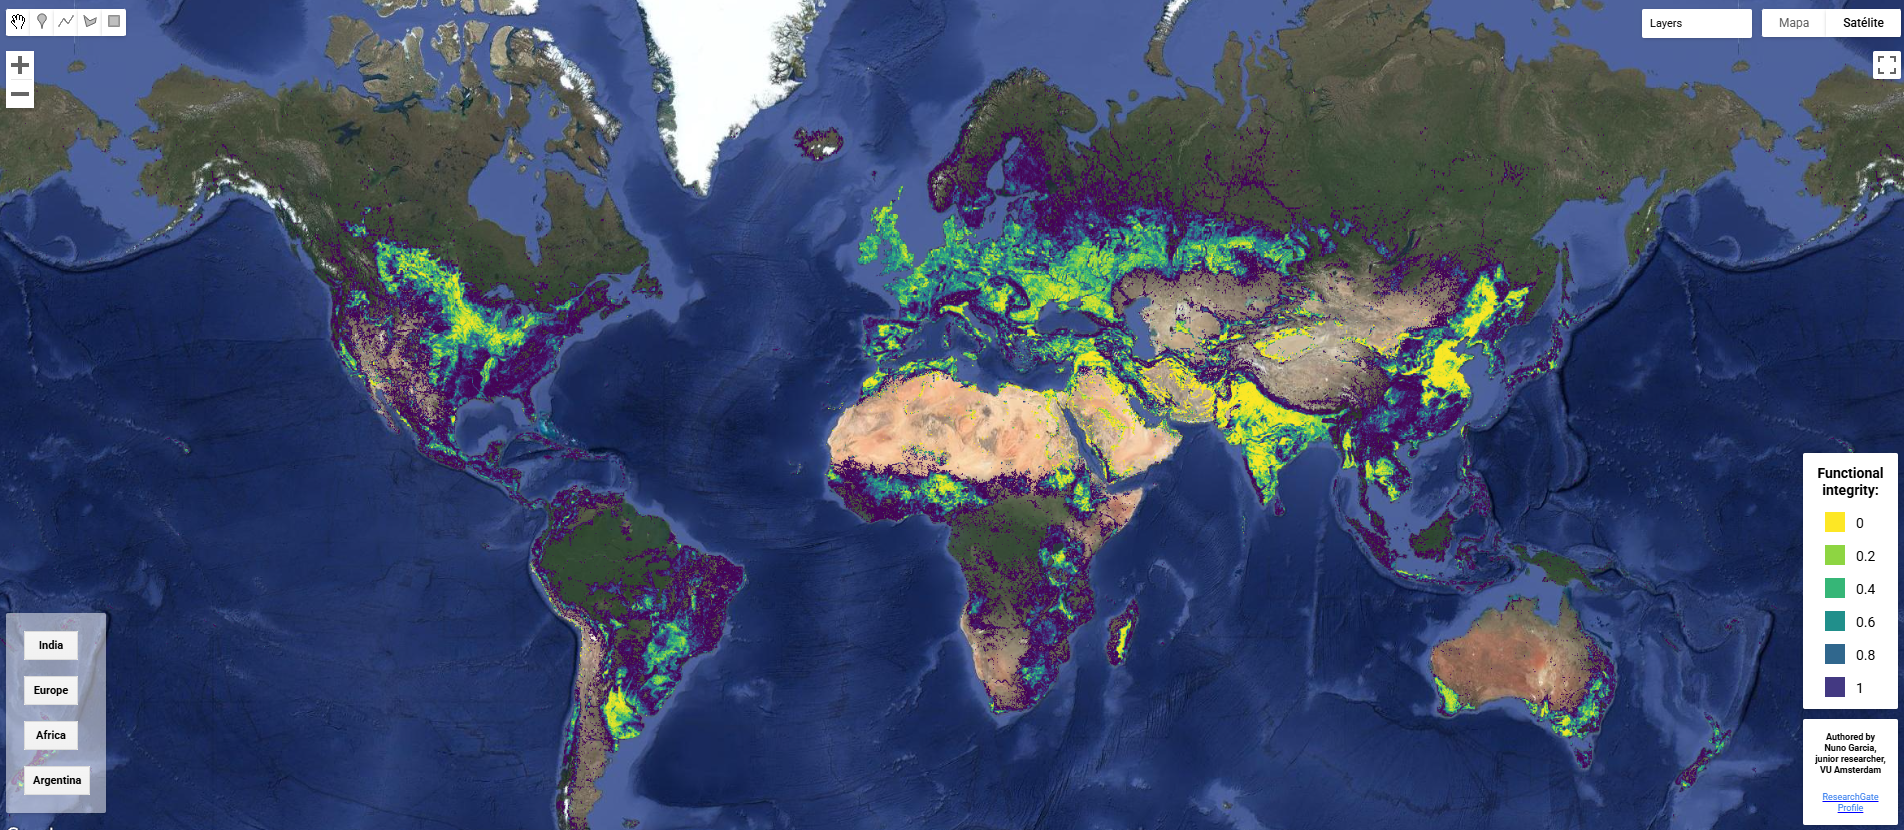 Layers
Mapa
Satélite
Functional
integrity:
0
0.2
0.4
0.6
0.8
1
India
Europe
Africa
Argentina
Authored by
Nuno Garcia,
junior researcher,
VU Amsterdam
ResearchGate
Profile